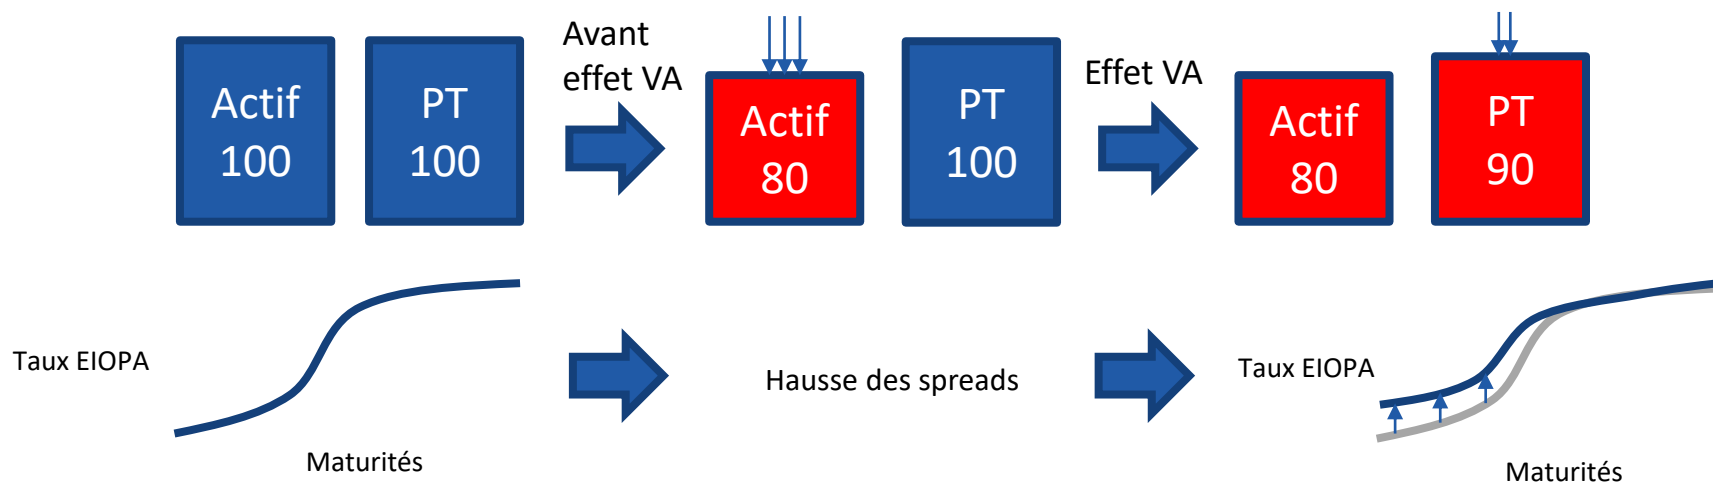 Actif
100
PT
100
Avant
effet VA
Actif
80
PT
100
Effet VA
Actif
80
PT
90
Taux EIOPA
Maturités
Hausse des spreads
Taux EIOPA
Maturités